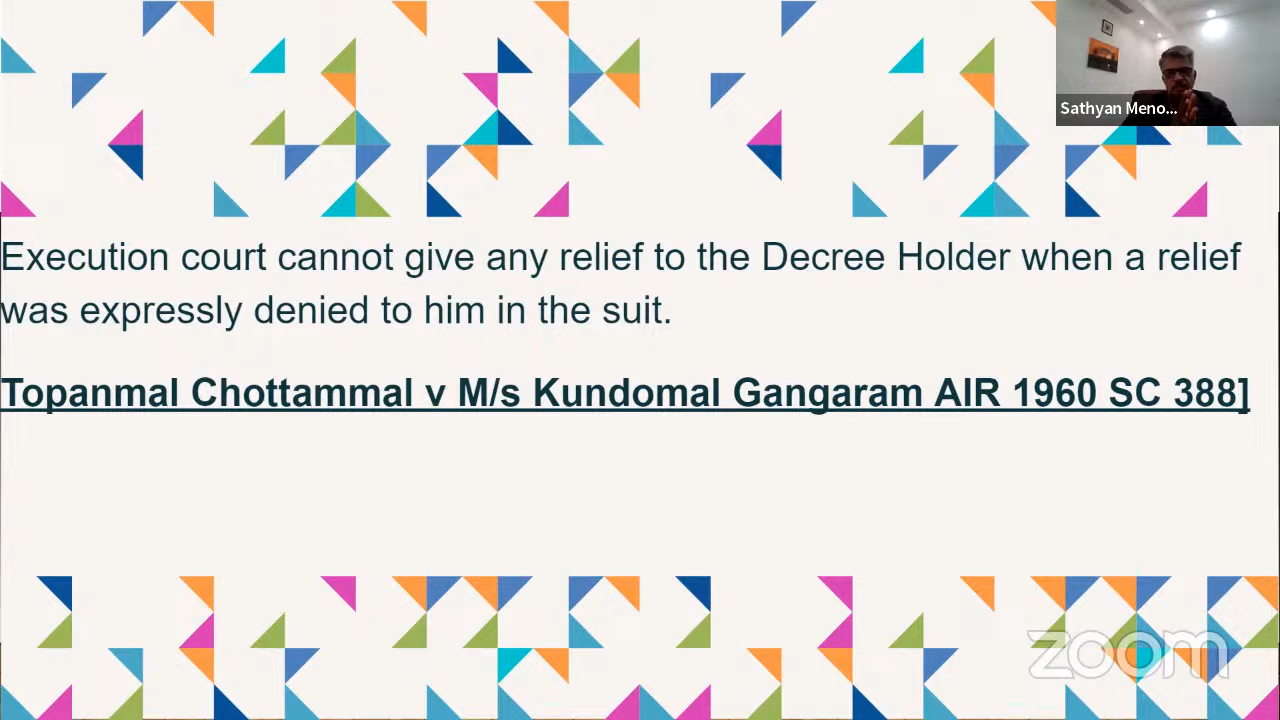 Sathyan Meno...
Execution court cannot give any relief to the Decree Holder when a relief
was expressly denied to him in the suit.
Topanmal Chottammal v M/s Kundomal Gangaram AIR 1960 SC 388]
zoom